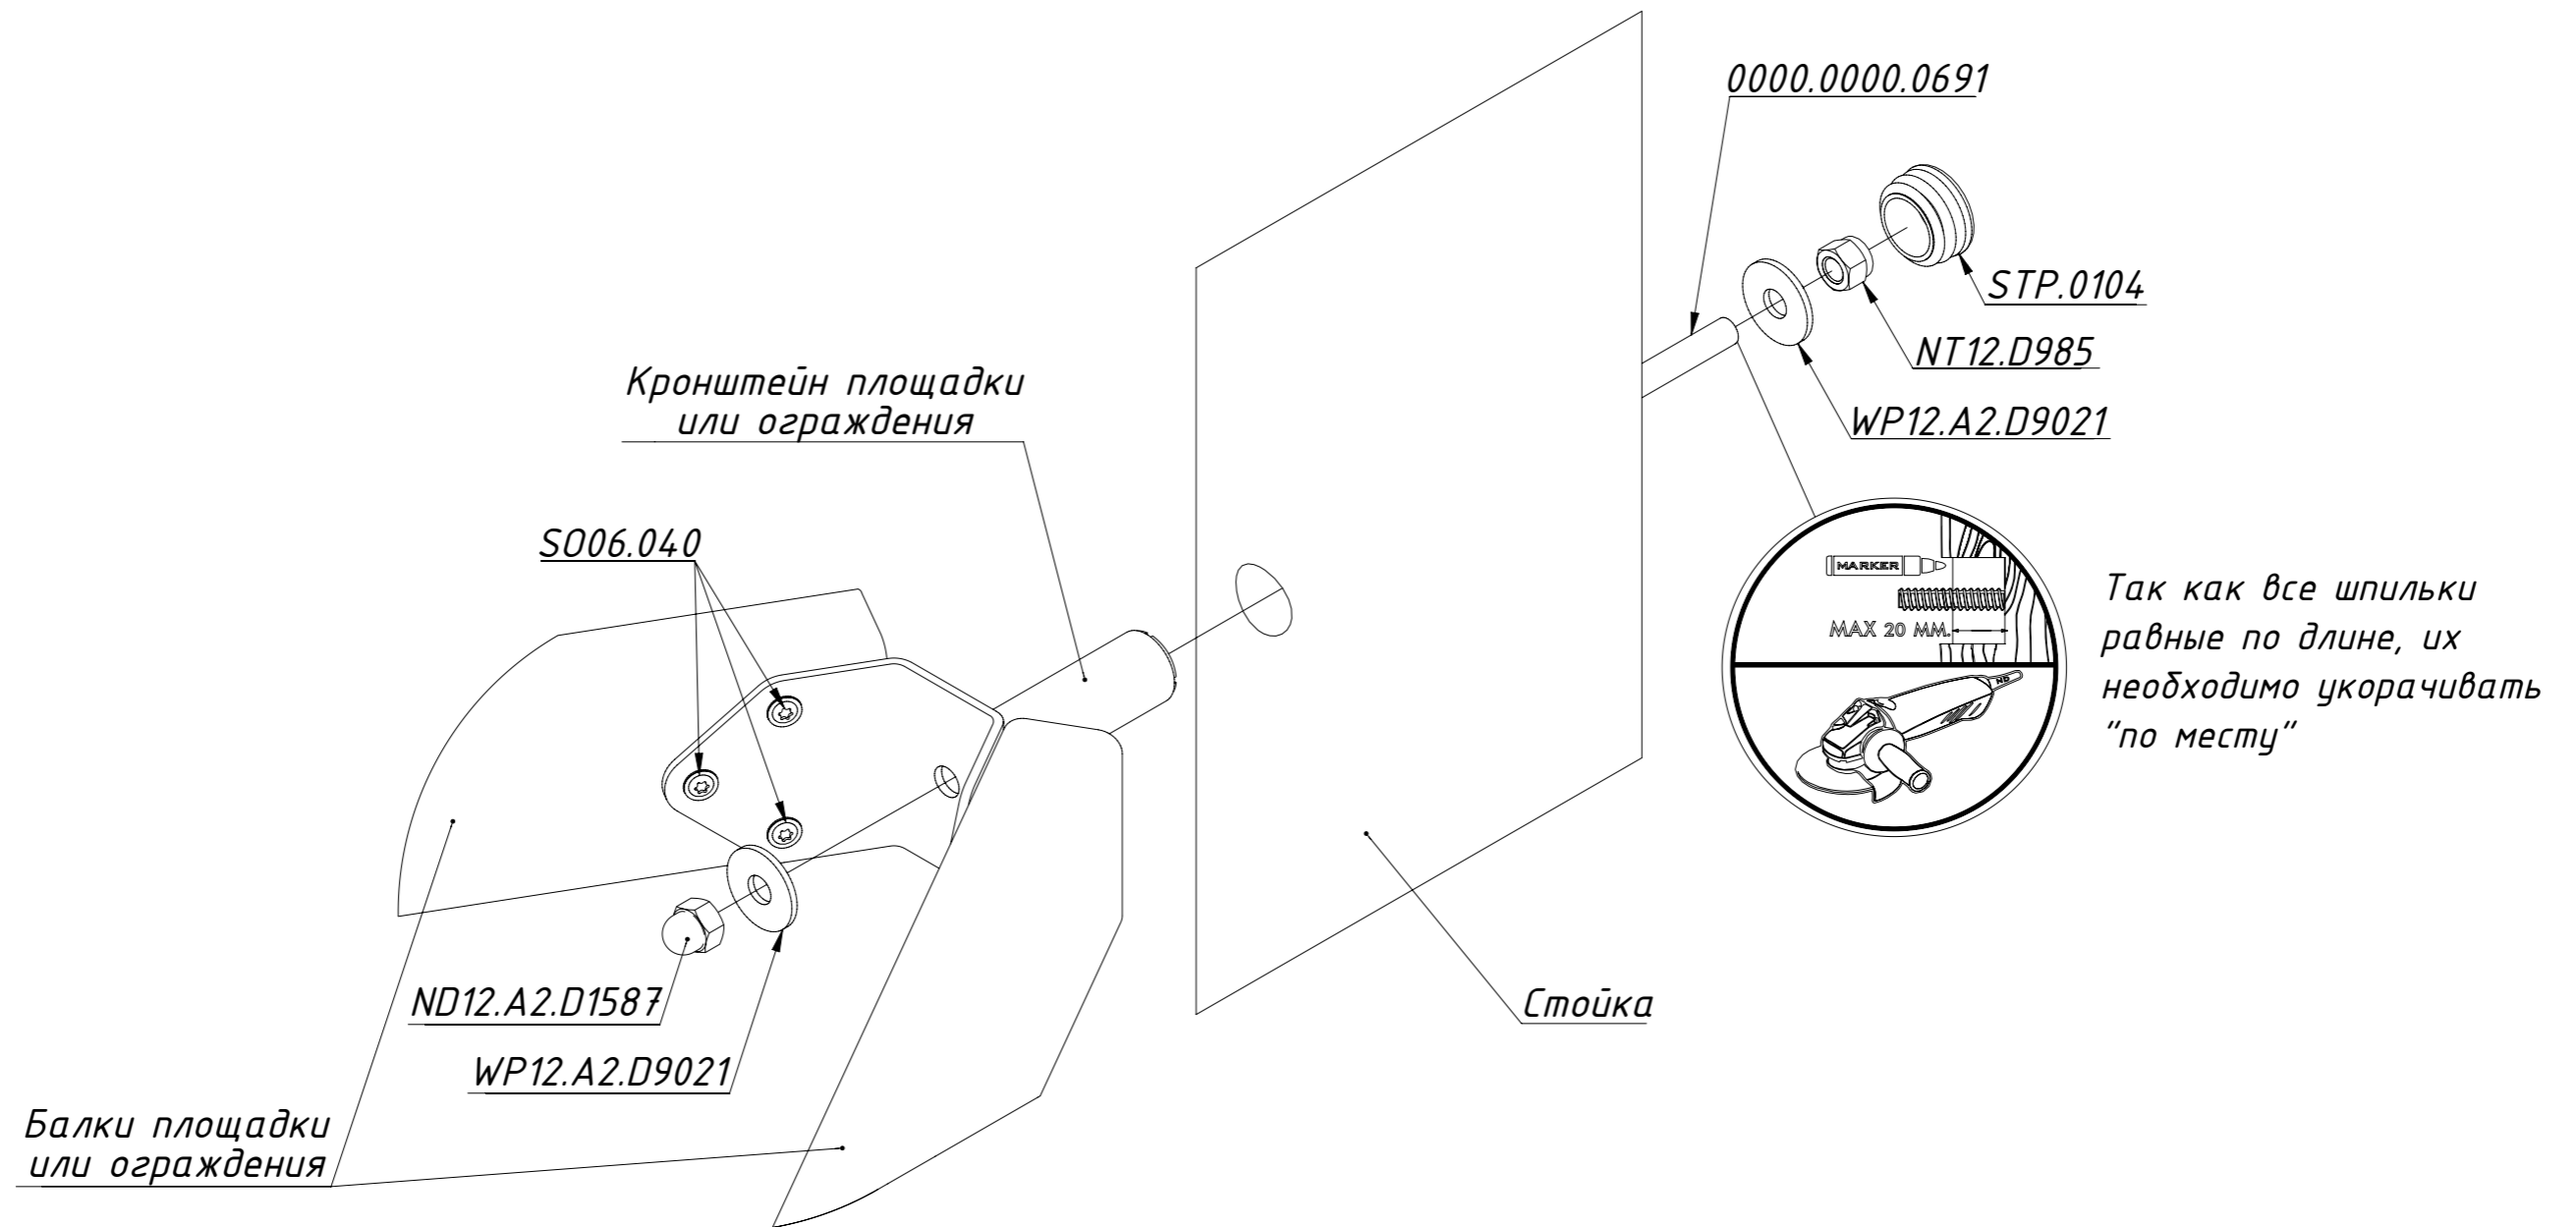 0000.0000.0691
STP.0104
NT12.D985
WP12.A2.D9021
Кронштейн площадки
или ограждения
SO06.040
MARKER
MAX 20 MM.
ND
Так как все шпильки
равные по длине, их
необходимо укорачивать
"по месту"
ND12.A2.D1587
WP12.A2.D9021
Стойка
Балки площадки
или ограждения